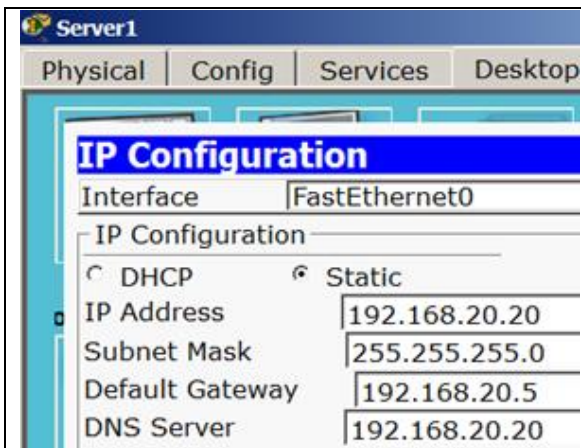 Server1
Physical Config Services Desktop
IP Configuration
Interface FastEthernet0
IP Configuration
DHCP Static
IP Address 192.168.20.20
Subnet Mask 255.255.255.0
Default Gateway 192.168.20.5
DNS Server 192.168.20.20